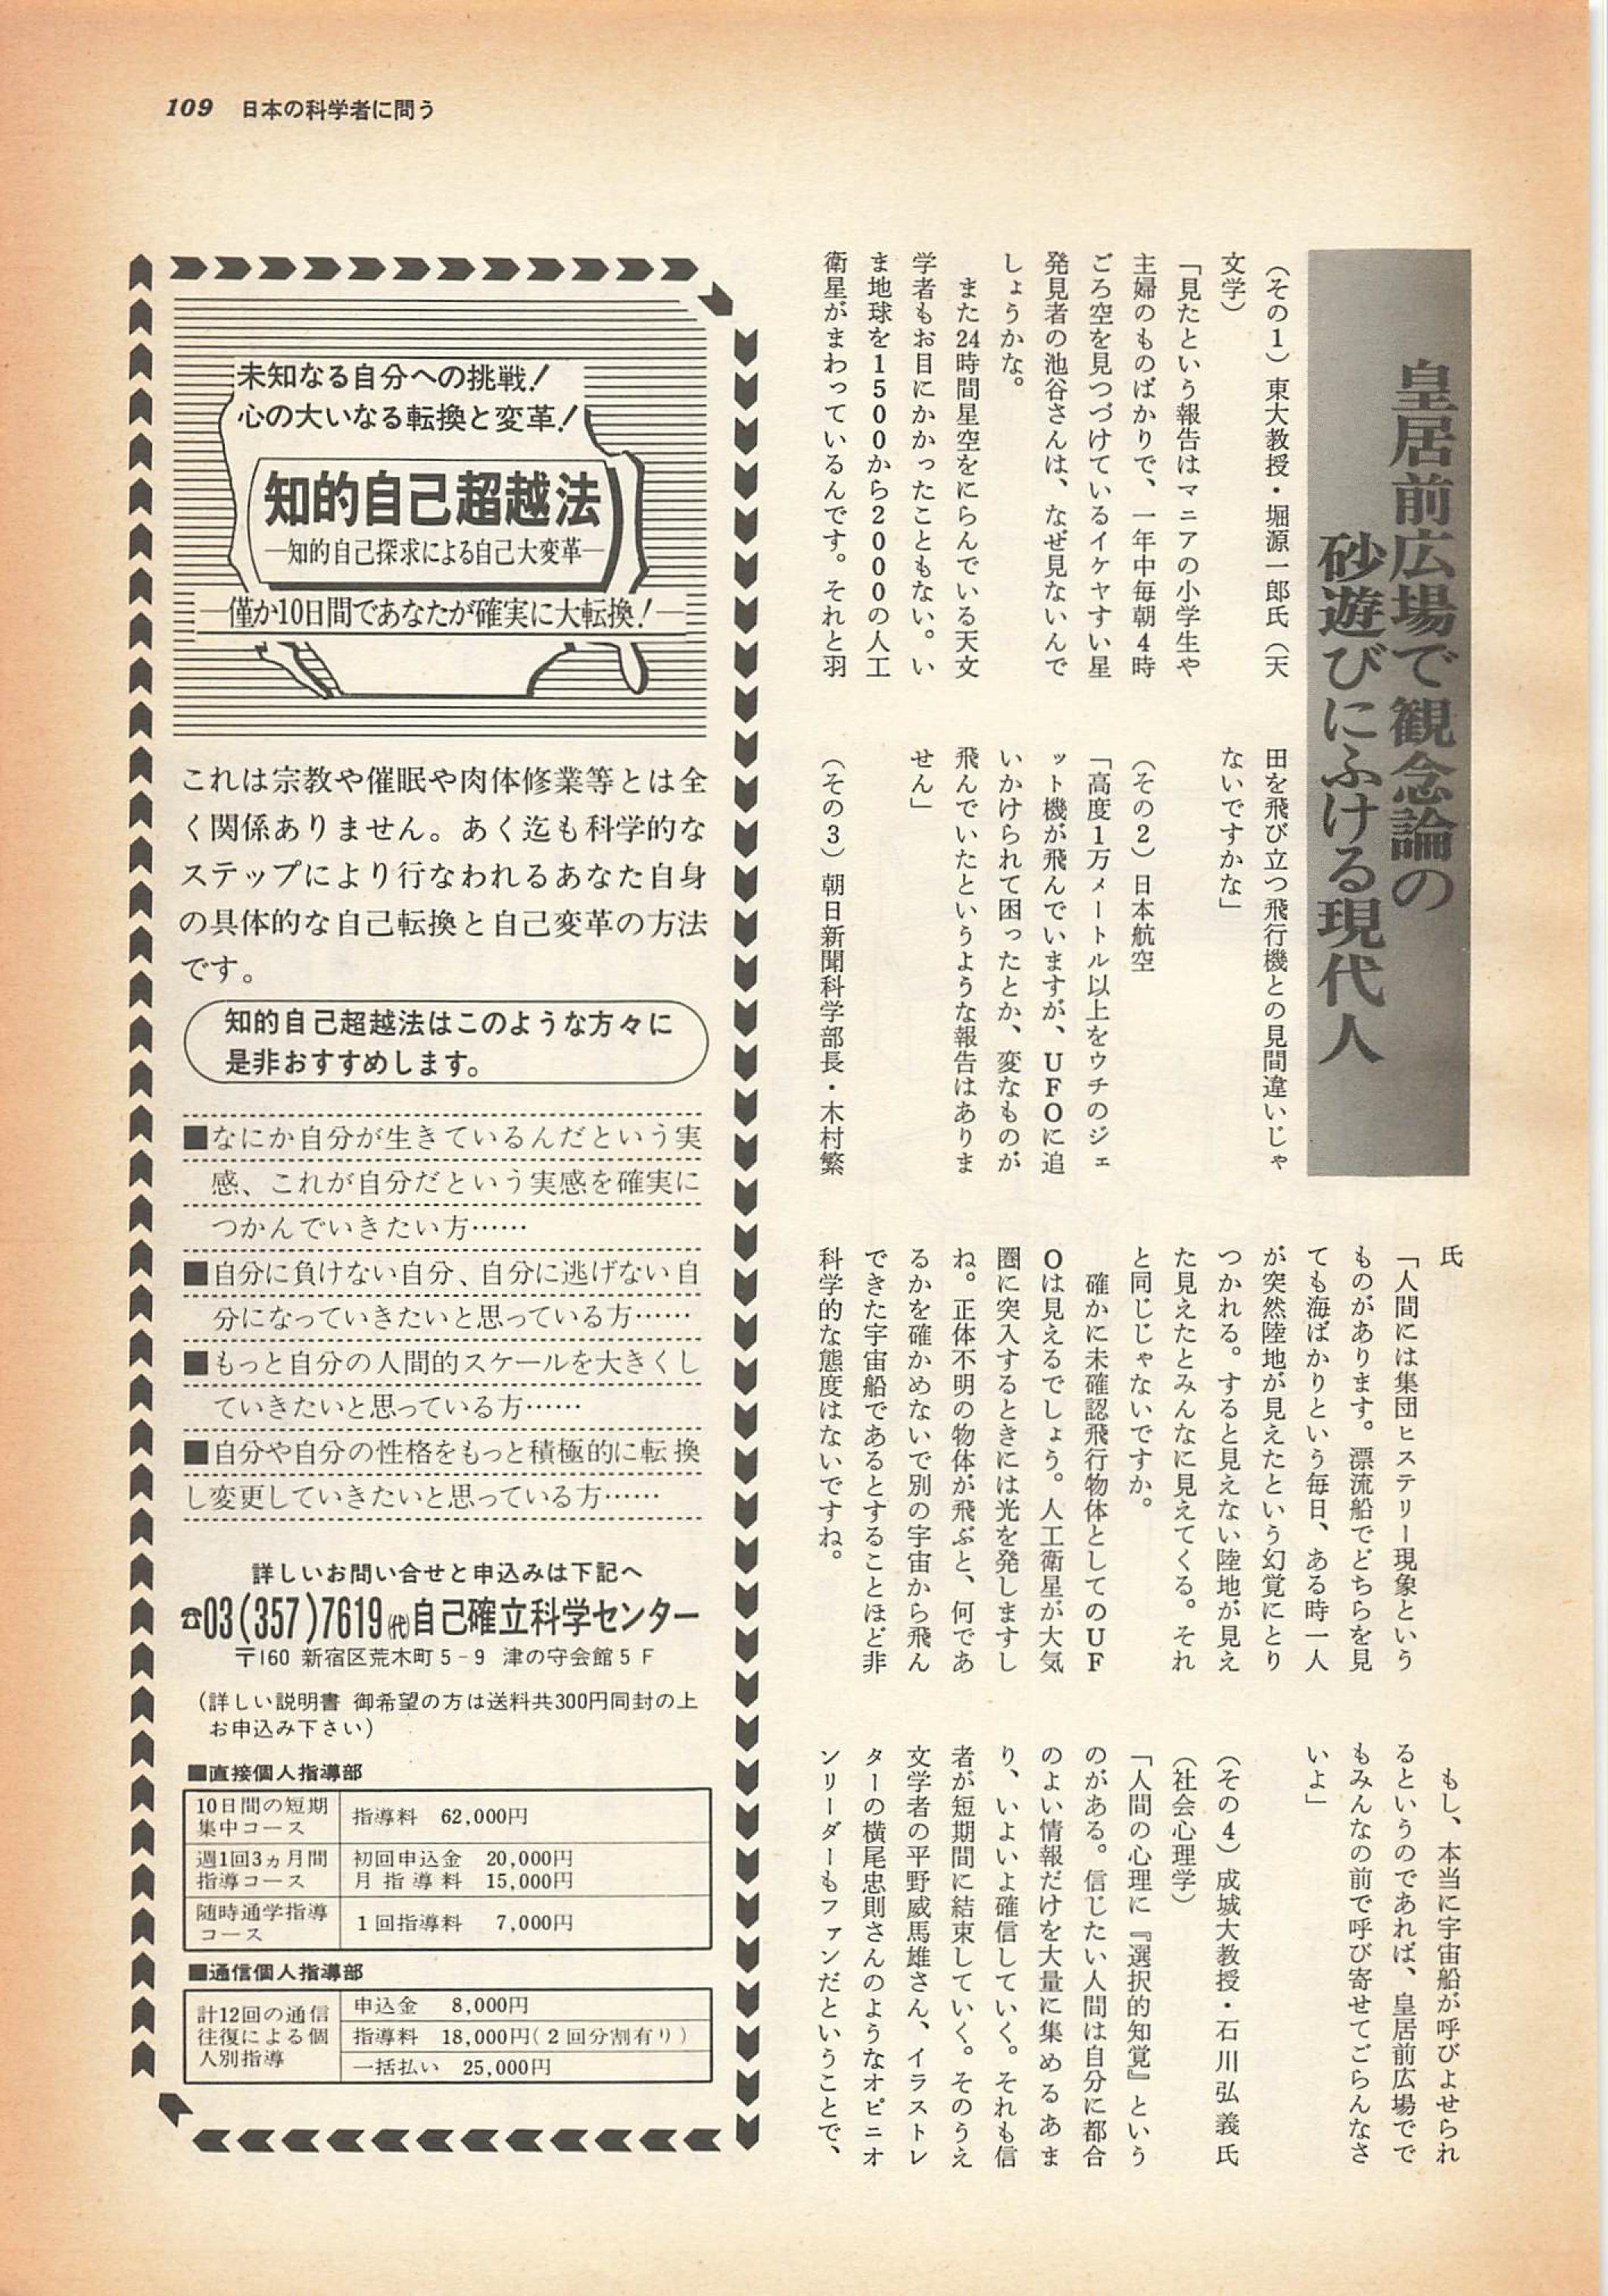 109 日本の科学者に問う
皇居前広場で観念論の
砂遊びにふける現代人
（その１）東大教授・堀源一郎氏（天
文学）
「見たという報告はマニアの小学生や
主婦のものばかりで、一年中毎朝４時
ごろ空を見つづけているイケヤすい星
発見者の池谷さんは、なぜ見ないんで
しょうかな。
また24時間星空をにらんでいる天文
学者もお目にかかったこともない。い
ま地球を１５００から２０００の人工
衛星がまわっているんです。それと羽
田を飛び立つ飛行機との見間違いじゃ
ないですかな」
（その２）日本航空
「高度１万メートル以上をウチのジェ
ット機が飛んでいますが、ＵＦＯに追
いかけられて困ったとか、変なものが
飛んでいたというような報告はありま
せん」
（その３）朝日新聞科学部長・木村繁
氏
「人間には集団ヒステリー現象という
ものがあります。漂流船でどちらを見
ても海ばかりという毎日、ある時一人
が突然陸地が見えたという幻覚にとり
つかれる。すると見えない陸地が見え
た見えたとみんなに見えてくる。それ
と同じじゃないですか。
確かに未確認飛行物体としてのＵＦ
Ｏは見えるでしょう。人工衛星が大気
圏に突入するときには光を発しますし
ね。正体不明の物体が飛ぶと、何であ
るかを確かめないで別の宇宙から飛ん
できた宇宙船であるとすることほど非
科学的な態度はないですね。
もし、本当に宇宙船が呼びよせられ
るというのであれば、皇居前広場でで
もみんなの前で呼び寄せてごらんなさ
いよ」
（その４）成城大教授・石川弘義氏
（社会心理学）
「人間の心理に『選択的知覚』という
のがある。信じたい人間は自分に都合
のよい情報だけを大量に集めるあま
り、いよいよ確信していく。それも信
者が短期間に結束していく。そのうえ
文学者の平野威馬雄さん、イラストレ
ターの横尾忠則さんのようなオピニオ
ンリーダーもファンだということで、
未知なる自分への挑戦！
心の大いなる転換と変革！
知的自己超越法
―知的自己探求による自己大変革―
―僅か10日間であなたが確実に大転換！―
これは宗教や催眠や肉体修業等とは全
く関係ありません。あく迄も科学的な
ステップにより行なわれるあなた自身
の具体的な自己転換と自己変革の方法
です。
知的自己超越法はこのような方々に
是非おすすめします。
■なにか自分が生きているんだという実
感、これが自分だという実感を確実に
つかんでいきたい方……
■自分に負けない自分、自分に逃げない自
分になっていきたいと思っている方……
■もっと自分の人間的スケールを大きくし
ていきたいと思っている方……
■自分や自分の性格をもっと積極的に転換
し変更していきたいと思っている方……
詳しいお問い合せと申込みは下記へ
☎03(357)7619㈹自己確立科学センター
〒160 新宿区荒木町5-9 津の守会館5F
（詳しい説明書 御希望の方は送料共300円同封の上
お申込み下さい）
■直接個人指導部
10日間の短期
集中コース
指導料 62,000円
週1回3ヵ月間
指導コース
初回申込金 20,000円
月指導料 15,000円
随時通学指導
コース
1回指導料 7,000円
■通信個人指導部
計12回の通信
往復による個
人別指導
申込金 8,000円
指導料 18,000円(2回分割有り)
一括払い 25,000円